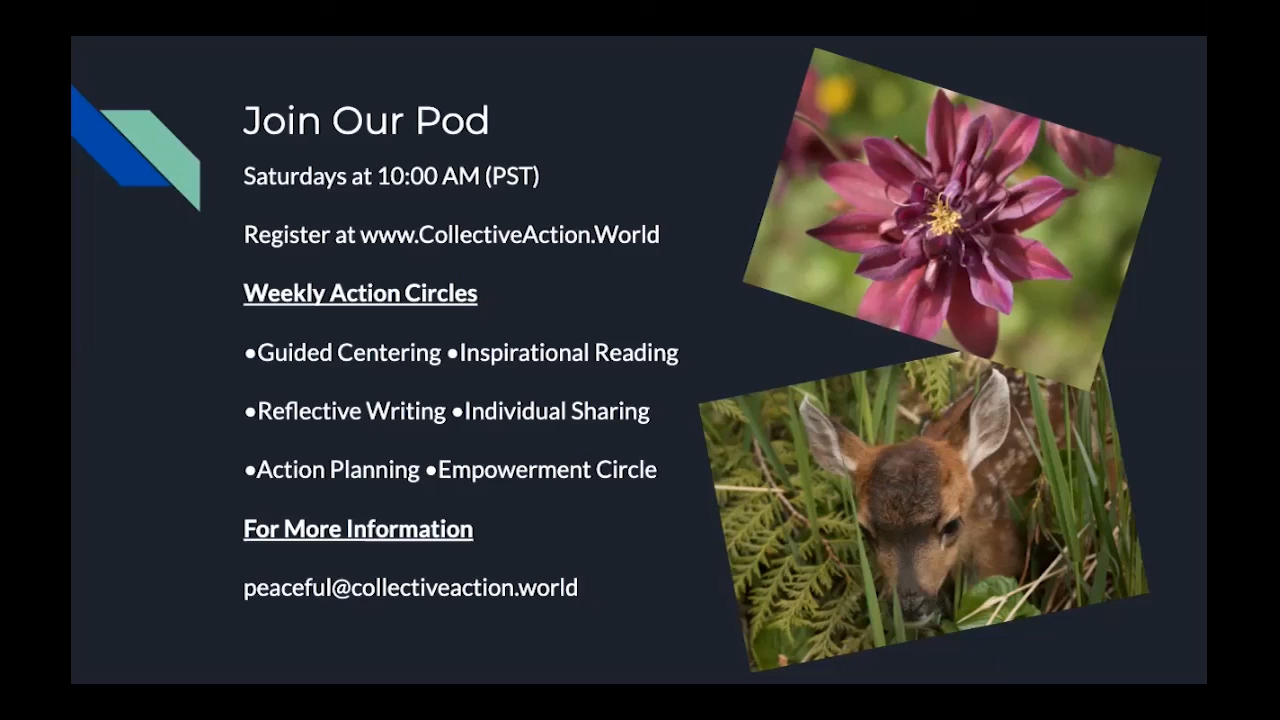 Join Our Pod
Saturdays at 10:00 AM (PST)
Register at www.CollectiveAction.World
Weekly Action Circles
•Guided Centering •Inspirational Reading
•Reflective Writing •Individual Sharing
•Action Planning •Empowerment Circle
For More Information
peaceful@collectiveaction.world